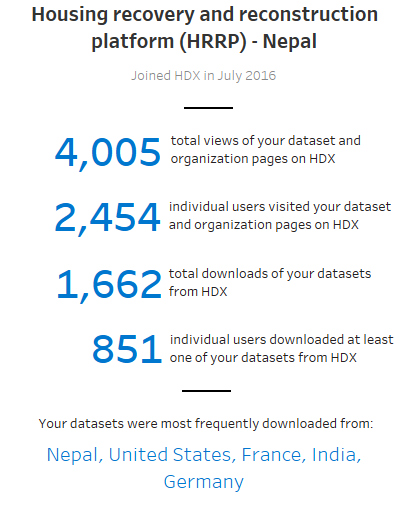 Housing recovery and reconstruction
platform (HRRP) - Nepal
Joined HDX in July 2016
4,005 total views of your dataset and
organization pages on HDX
2,454 individual users visited your dataset
and organization pages on HDX
1,662 total downloads of your datasets
from HDX
851 individual users downloaded at least
one of your datasets from HDX
Your datasets were most frequently downloaded from:
Nepal, United States, France, India,
Germany